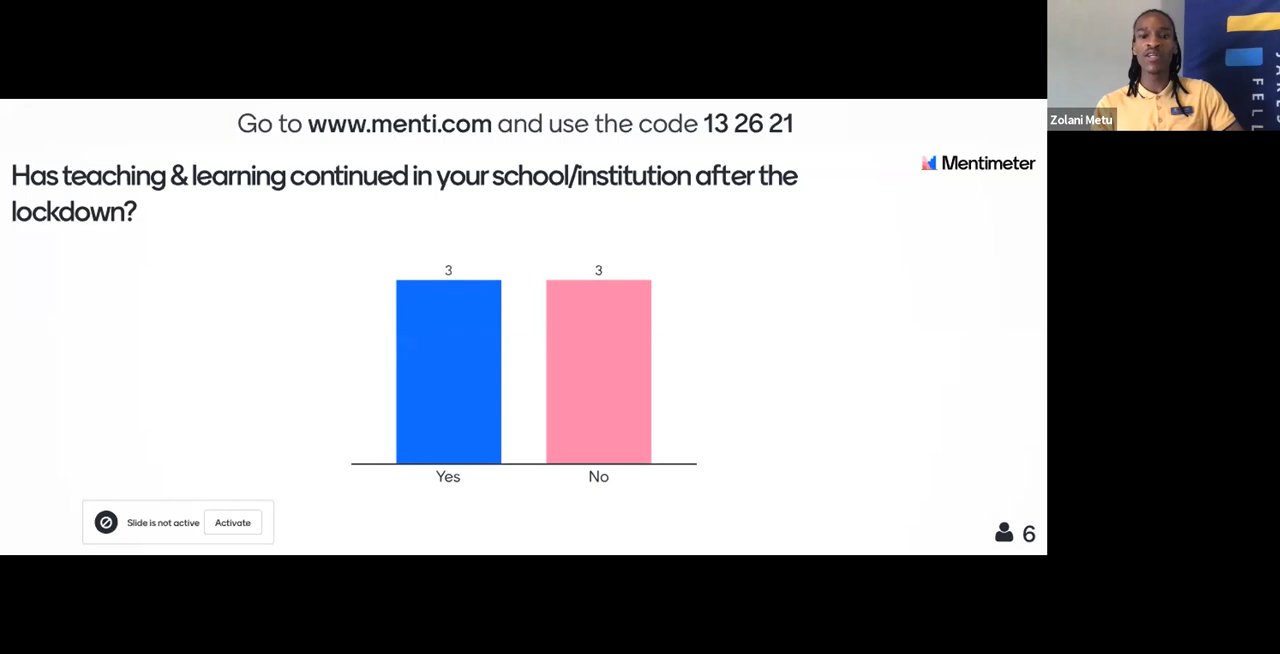 Go to www.menti.com and use the code 13 26 21
Mentimeter
Has teaching & learning continued in your school/institution after the
lockdown?
3
3
Yes
No
Slide is not active
Activate
6
Zolani Metu
FELL